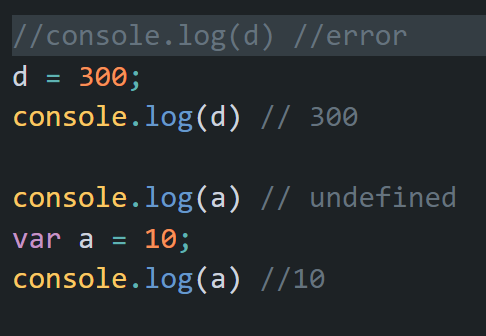 //console.log(d) //error
d = 300;
console.log(d) // 300
console.log(a) // undefined
var a = 10;
console.log(a) //10